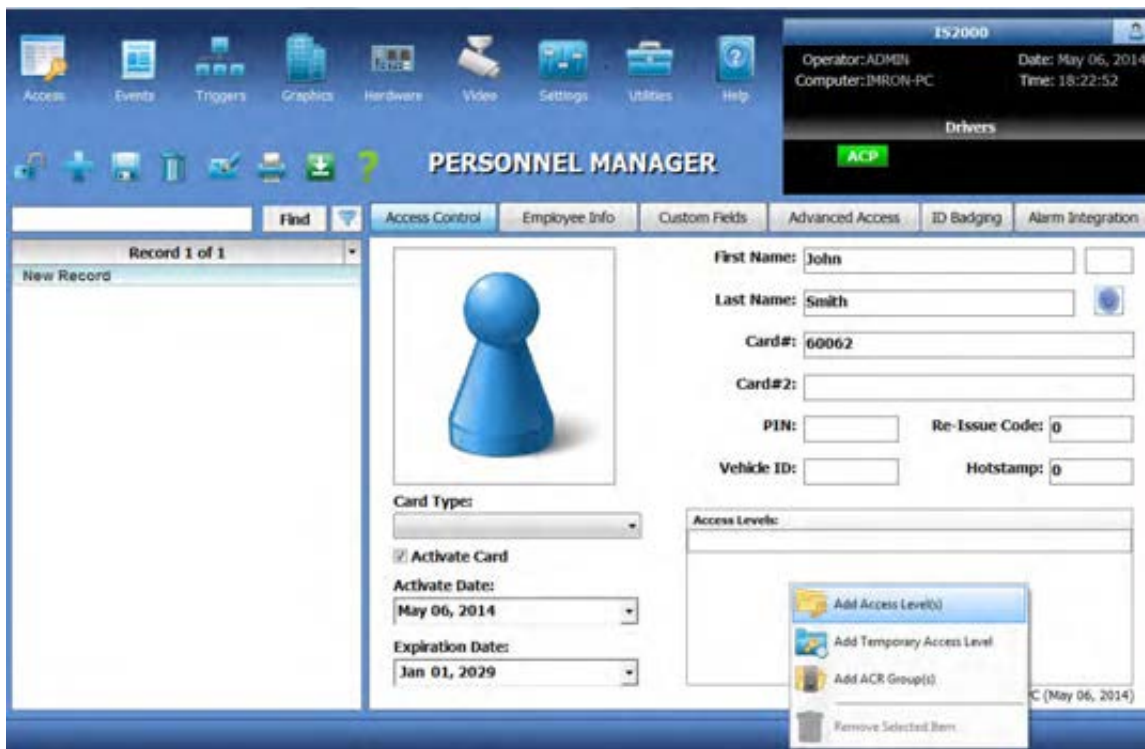 IS2000
Operator:ADMIN Date: May 06, 2014
Computer:IMRON-PC Time: 18:22:52
Drivers
ACP
Access Events Triggers Graphics Hardware Video Settings Utilities Help
PERSONNEL MANAGER
Find
Access Control Employee Info Custom Fields Advanced Access ID Badging Alarm Integration
Record 1 of 1
New Record
First Name: John
Last Name: Smith
Card#: 60062
Card#2:
PIN: Re-Issue Code: 0
Vehicle ID: Hotstamp: 0
Card Type:
Activate Card
Activate Date:
May 06, 2014
Expiration Date:
Jan 01, 2029
Access Levels:
Add Access Level(s)
Add Temporary Access Level
Add ACR Group(s)
Remove Selected Item
PC (May 06, 2014)